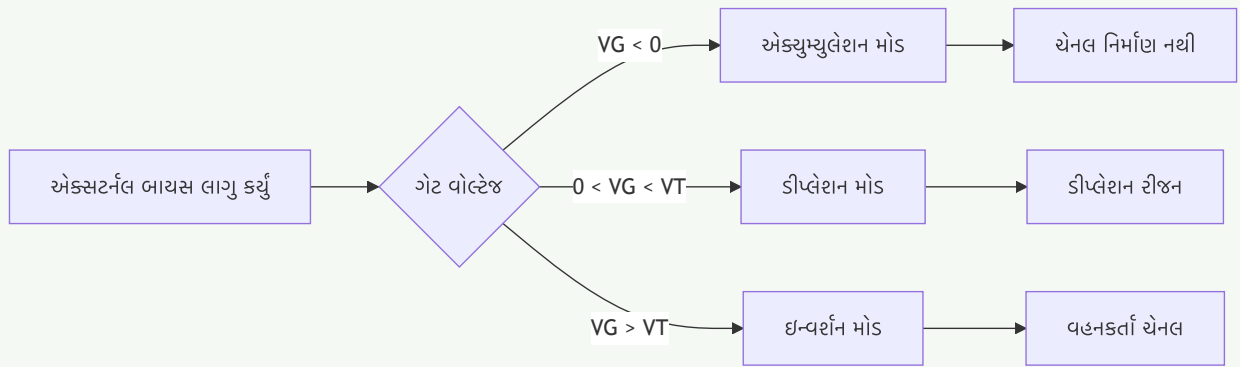 એક્સટર્નલ બાયસ લાગુ કર્યું
ગેટ વોલ્ટેજ
VG < 0
એક્યુમ્યુલેશન મોડ
ચેનલ નિર્માણ નથી
0 < VG < VT
ડીપ્લેશન મોડ
ડીપ્લેશન રીજન
VG > VT
ઇન્વર્શન મોડ
વહનકર્તા ચેનલ